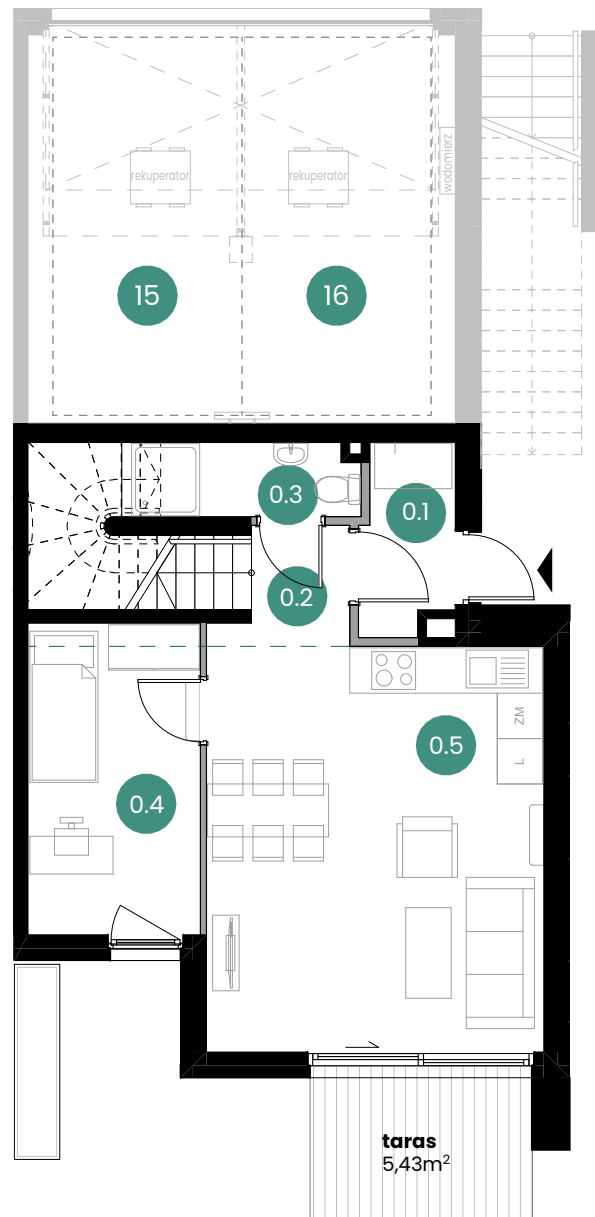 rekuperator
rekuperator
wodomierz
15
16
0.3
0.1
0.2
ZM
0.5
L
0.4
taras
5,43m²